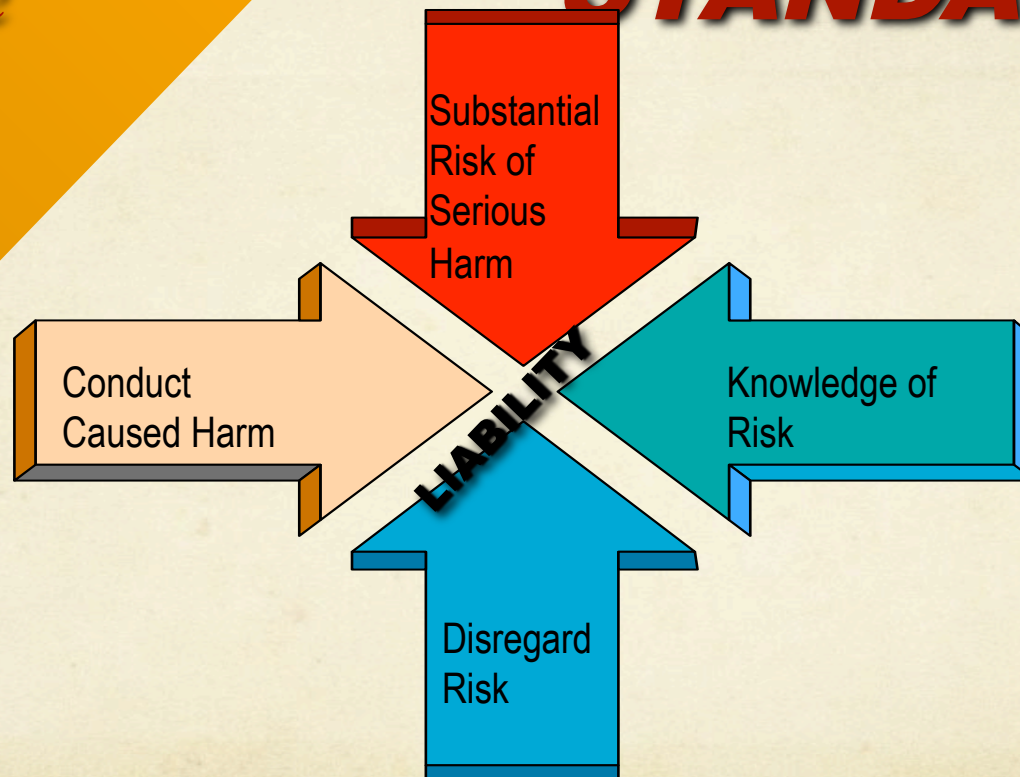 Substantial
Risk of
Serious
Harm
Conduct
Caused Harm
LIABILITY
Knowledge of
Risk
Disregard
Risk